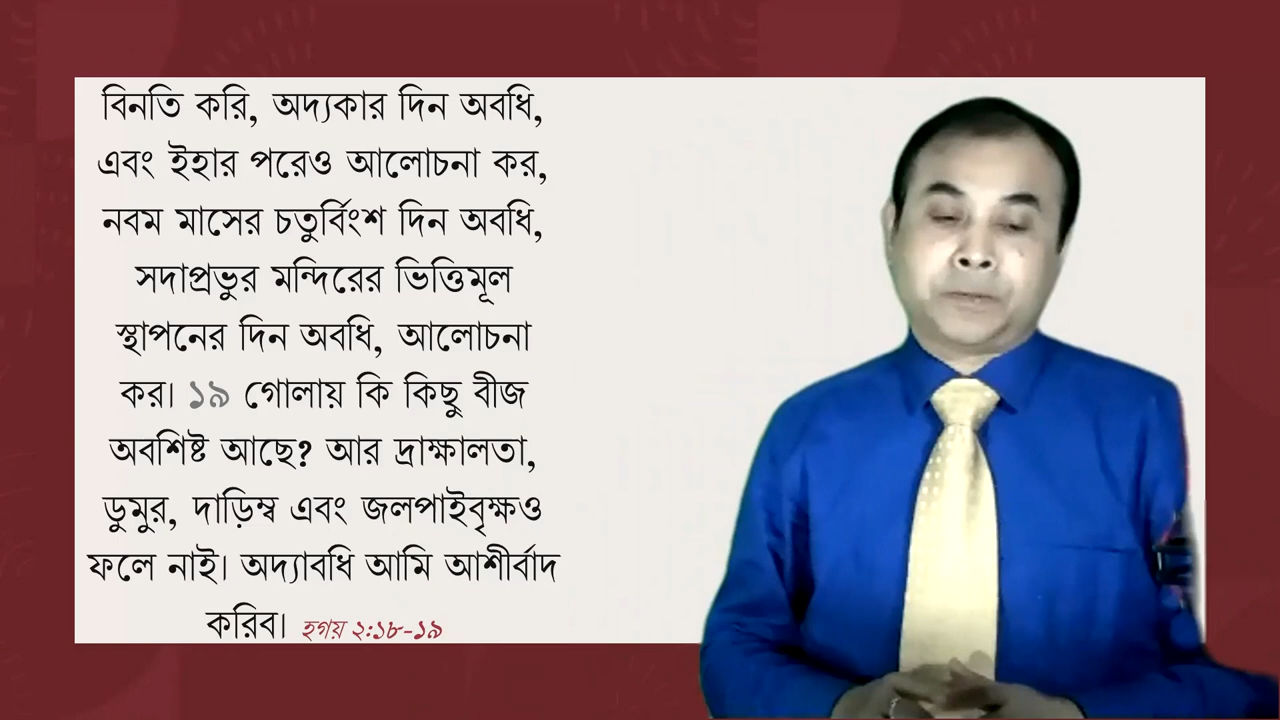 বিনতি করি, অদ্যকার দিন অবধি,
এবং ইহার পরেও আলোচনা কর,
নবম মাসের চতুর্বিংশ দিন অবধি,
সদাপ্রভুর মন্দিরের ভিত্তিমূল
স্থাপনের দিন অবধি, আলোচনা
কর। ১৯ গোলায় কি কিছু বীজ
অবশিষ্ট আছে? আর দ্রাক্ষালতা,
ডুমুর, দাড়িম্ব এবং জলপাইবৃক্ষও
ফলে নাই। অদ্যাবধি আমি আশীর্বাদ
করিব। হগয় ২:১৮-১৯